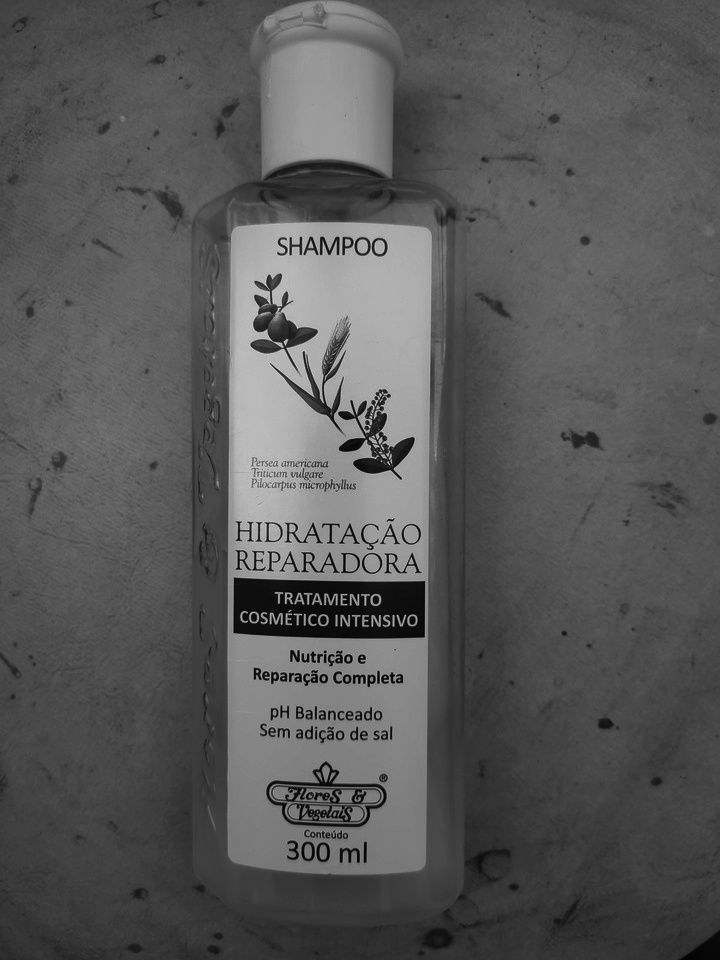 SHAMPOO
Persea americana
Triticum vulgare
Pilocarpus microphyllus
HIDRATAÇÃO
REPARADORA
TRATAMENTO
COSMÉTICO INTENSIVO
Nutrição e
Reparação Completa
pH Balanceado
Sem adição de sal
Flores &
Vegetais
®
Conteúdo
300 ml